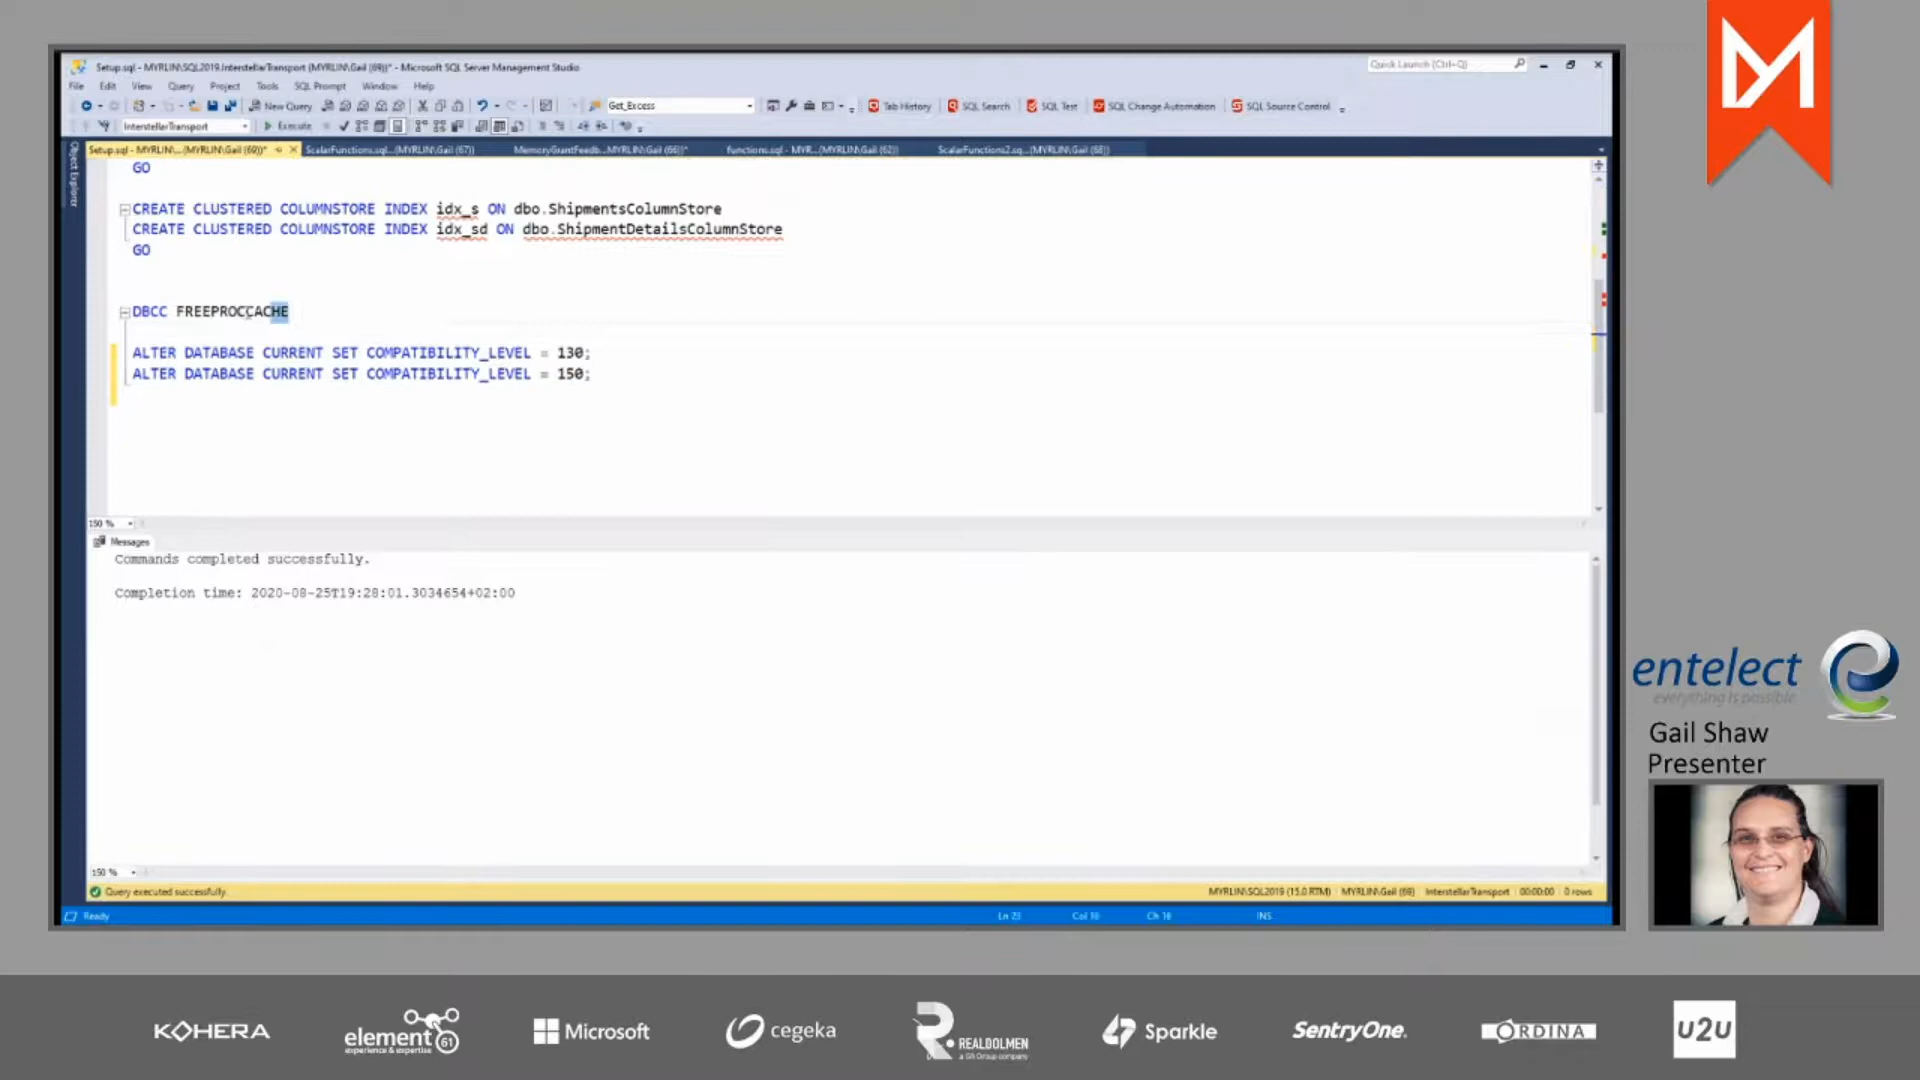 Setup.sql - MYRLIN\SQL2019.InterstellarTransport (MYRLIN\Gail (69))* - Microsoft SQL Server Management Studio
Quick Launch (Ctrl+Q)
File Edit View Query Project Tools SQL Prompt Window Help
New Query Get_Excess Tab History SQL Search SQL Test SQL Change Automation SQL Source Control
InterstellarTransport Execute
Object Explorer
Setup.sql - MYRLIN\...(MYRLIN\Gail (69))* ScalarFunctions.sql...(MYRLIN\Gail (67)) MemoryGrantFeedb...MYRLIN\Gail (66))* functions.sql - MYR...(MYRLIN\Gail (62)) ScalarFunctions2.sq...(MYRLIN\Gail (68))
GO
CREATE CLUSTERED COLUMNSTORE INDEX idx_s ON dbo.ShipmentsColumnStore
CREATE CLUSTERED COLUMNSTORE INDEX idx_sd ON dbo.ShipmentDetailsColumnStore
GO
DBCC FREEPROCCACHE
ALTER DATABASE CURRENT SET COMPATIBILITY_LEVEL = 130;
ALTER DATABASE CURRENT SET COMPATIBILITY_LEVEL = 150;
150 %
Messages
Commands completed successfully.
Completion time: 2020-08-25T19:28:01.3034654+02:00
150 %
Query executed successfully.
MYRLIN\SQL2019 (15.0 RTM) MYRLIN\Gail (69) InterstellarTransport 00:00:00 0 rows
Ready Ln 23 Col 18 Ch 18 INS
entelect
everything is possible
Gail Shaw
Presenter
KOHERA
element 61
experience & expertise
Microsoft
cegeka
REALDOLMEN
a Gfi Group company
Sparkle
SentryOne.
ORDINA
U2U